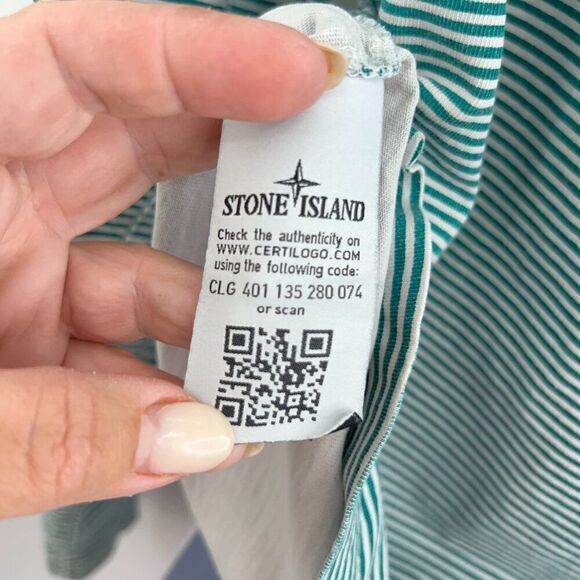 STONE ISLAND
Check the authenticity on
WWW.CERTILOGO.COM
using the following code:
CLG 401 135 280 074
or scan